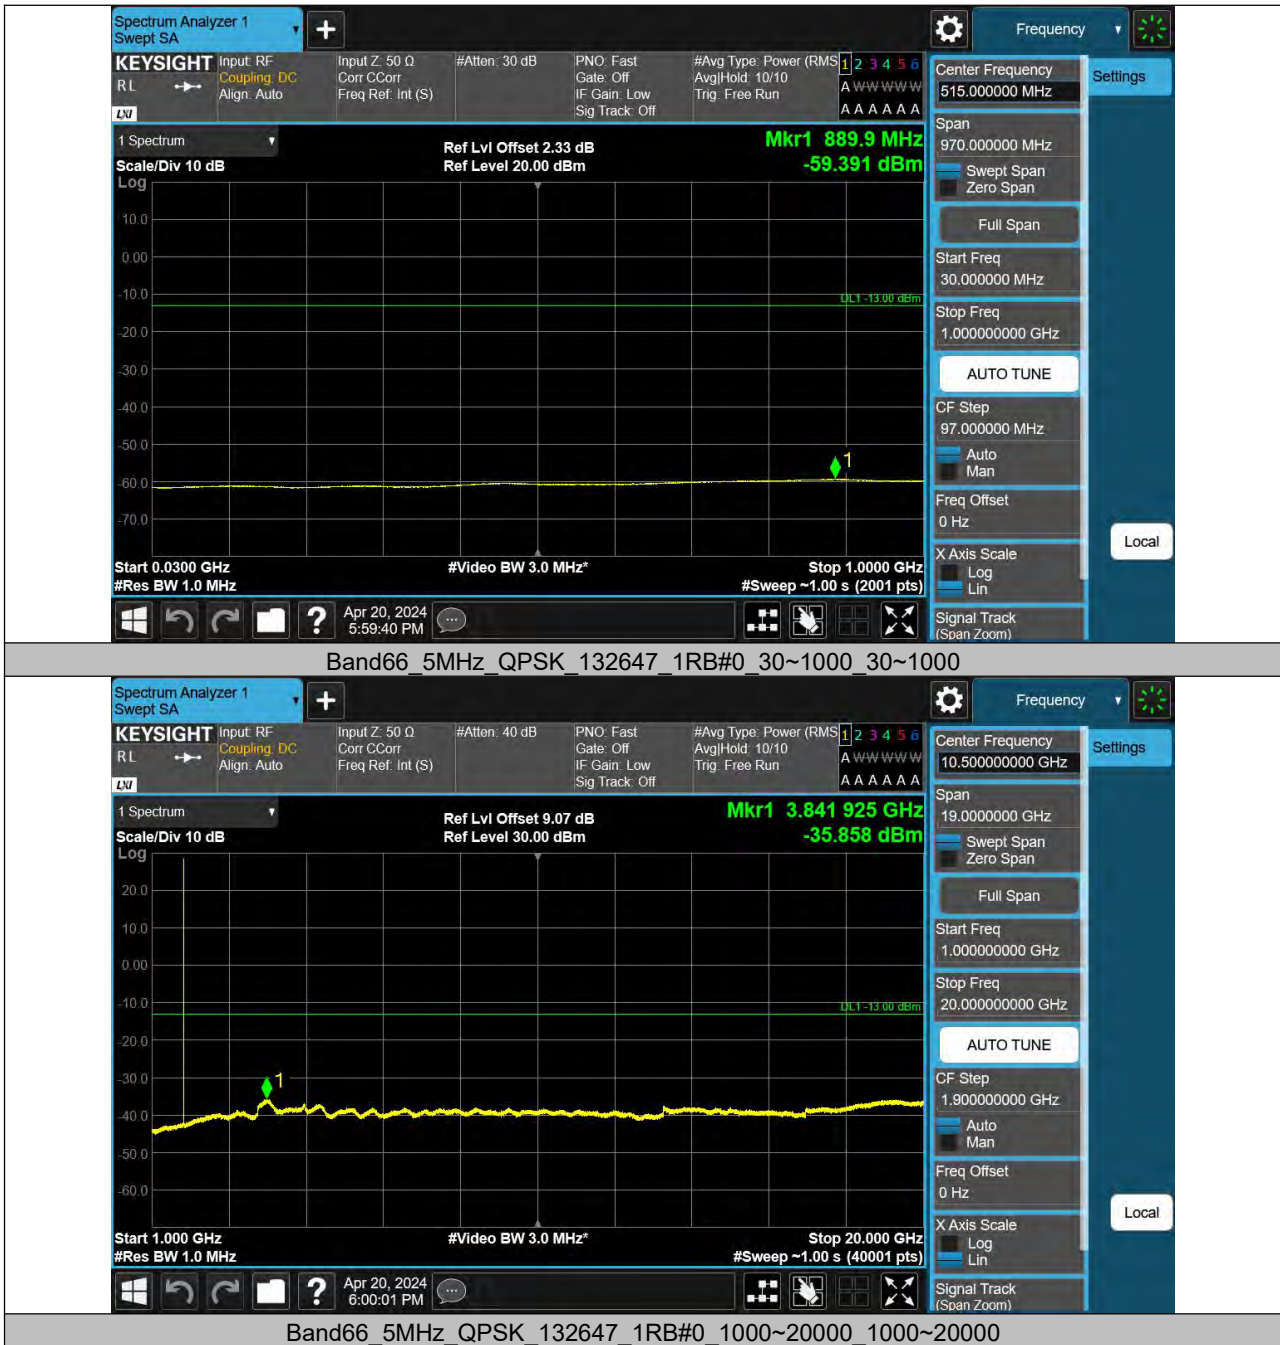 Spectrum Analyzer 1
Swept SA
Frequency
KEYSIGHT
R L
LXI
Input: RF
Coupling: DC
Align: Auto
Input Z: 50 Ω
Corr CCorr
Freq Ref: Int (S)
#Atten: 30 dB
PNO: Fast
Gate: Off
IF Gain: Low
Sig Track: Off
#Avg Type: Power (RMS
Avg|Hold: 10/10
Trig: Free Run
1 2 3 4 5 6
A W W W W W
A A A A A A
1 Spectrum
Scale/Div 10 dB
Ref Lvl Offset 2.33 dB
Ref Level 20.00 dBm
Mkr1 889.9 MHz
-59.391 dBm
Log
10.0
0.00
-10.0
-20.0
-30.0
-40.0
-50.0
-60.0
-70.0
DL1 -13.00 dBm
1
Start 0.0300 GHz
#Res BW 1.0 MHz
#Video BW 3.0 MHz*
Stop 1.0000 GHz
#Sweep ~1.00 s (2001 pts)
Apr 20, 2024
5:59:40 PM
Center Frequency
515.000000 MHz
Span
970.000000 MHz
Swept Span
Zero Span
Full Span
Start Freq
30.000000 MHz
Stop Freq
1.000000000 GHz
AUTO TUNE
CF Step
97.000000 MHz
Auto
Man
Freq Offset
0 Hz
X Axis Scale
Log
Lin
Signal Track
(Span Zoom)
Settings
Local
Band66_5MHz_QPSK_132647_1RB#0_30~1000_30~1000
Spectrum Analyzer 1
Swept SA
Frequency
KEYSIGHT
R L
LXI
Input: RF
Coupling: DC
Align: Auto
Input Z: 50 Ω
Corr CCorr
Freq Ref: Int (S)
#Atten: 40 dB
PNO: Fast
Gate: Off
IF Gain: Low
Sig Track: Off
#Avg Type: Power (RMS
Avg|Hold: 10/10
Trig: Free Run
1 2 3 4 5 6
A W W W W W
A A A A A A
1 Spectrum
Scale/Div 10 dB
Ref Lvl Offset 9.07 dB
Ref Level 30.00 dBm
Mkr1 3.841 925 GHz
-35.858 dBm
Log
20.0
10.0
0.00
-10.0
-20.0
-30.0
-40.0
-50.0
-60.0
DL1 -13.00 dBm
1
Start 1.000 GHz
#Res BW 1.0 MHz
#Video BW 3.0 MHz*
Stop 20.000 GHz
#Sweep ~1.00 s (40001 pts)
Apr 20, 2024
6:00:01 PM
Center Frequency
10.500000000 GHz
Span
19.0000000 GHz
Swept Span
Zero Span
Full Span
Start Freq
1.000000000 GHz
Stop Freq
20.000000000 GHz
AUTO TUNE
CF Step
1.900000000 GHz
Auto
Man
Freq Offset
0 Hz
X Axis Scale
Log
Lin
Signal Track
(Span Zoom)
Settings
Local
Band66_5MHz_QPSK_132647_1RB#0_1000~20000_1000~20000